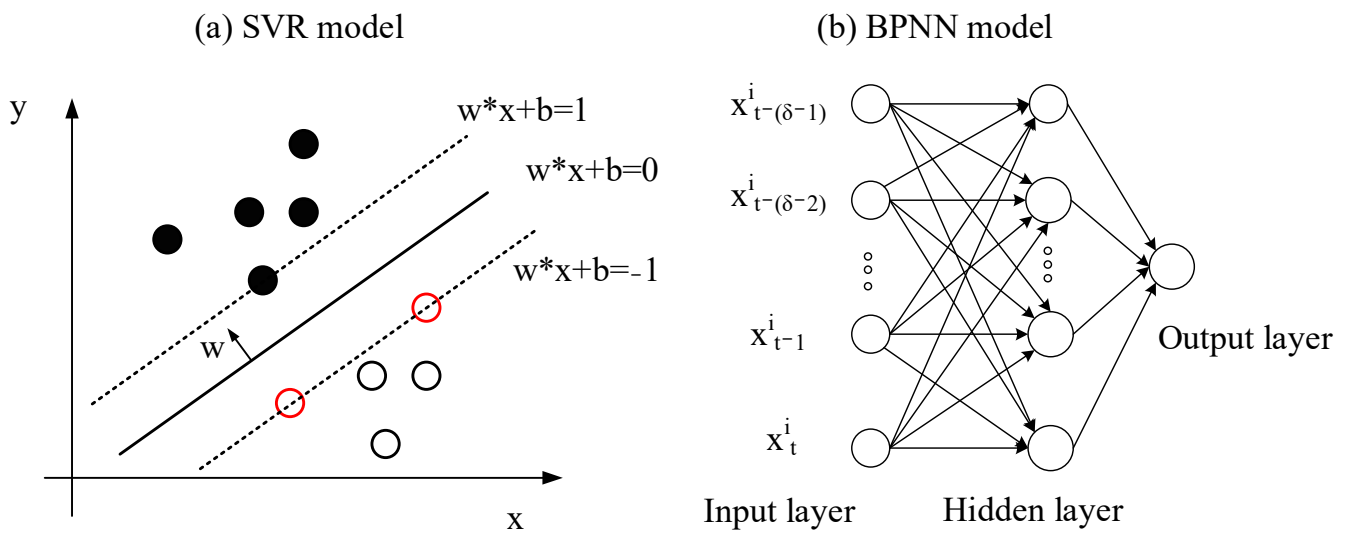 (a) SVR model
y
w*x+b=1
w*x+b=0
w*x+b=-1
w
x
(b) BPNN model
x^i_{t-(δ-1)}
x^i_{t-(δ-2)}
x^i_{t-1}
x^i_t
Output layer
Input layer
Hidden layer